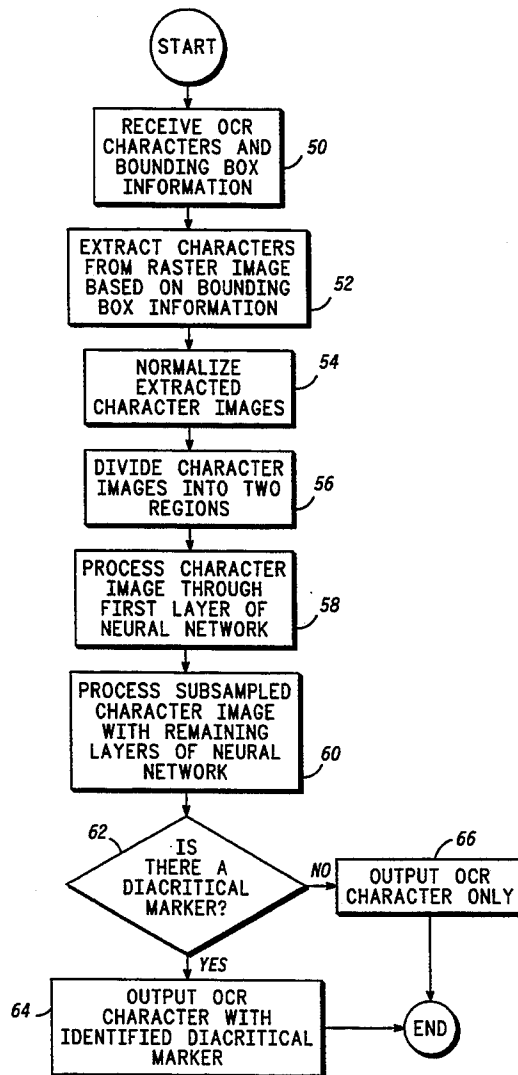 START
RECEIVE OCR
CHARACTERS AND
BOUNDING BOX
INFORMATION
50
EXTRACT CHARACTERS
FROM RASTER IMAGE
BASED ON BOUNDING
BOX INFORMATION
52
NORMALIZE
EXTRACTED
CHARACTER IMAGES
54
DIVIDE CHARACTER
IMAGES INTO TWO
REGIONS
56
PROCESS CHARACTER
IMAGE THROUGH
FIRST LAYER OF
NEURAL NETWORK
58
PROCESS SUBSAMPLED
CHARACTER IMAGE
WITH REMAINING
LAYERS OF NEURAL
NETWORK
60
62
IS
THERE A
DIACRITICAL
MARKER?
NO
66
OUTPUT OCR
CHARACTER ONLY
YES
64
OUTPUT OCR
CHARACTER WITH
IDENTIFIED DIACRITICAL
MARKER
END